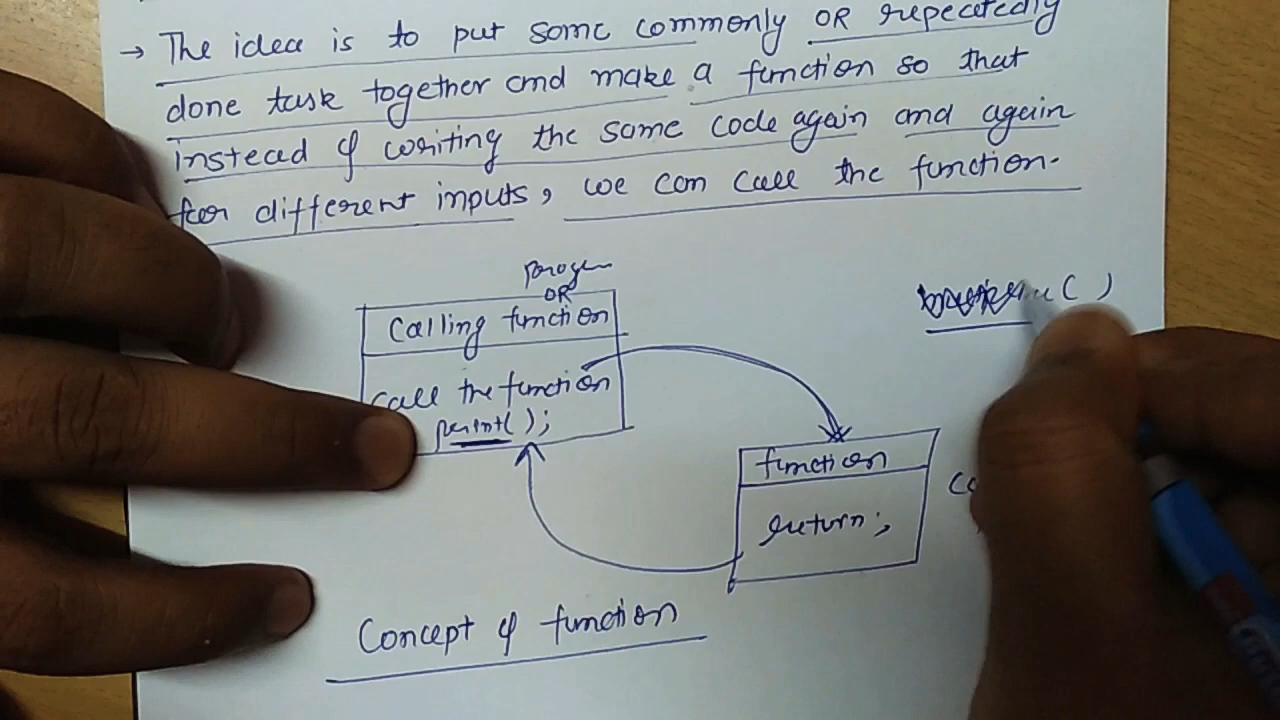 → The idea is to put some commonly OR repeatedly
done task together and make a function so that
instead of writing the same code again and again
for different inputs, we can call the function.
OR
Calling function
call the function
print();
( )
function
return;
Concept of function